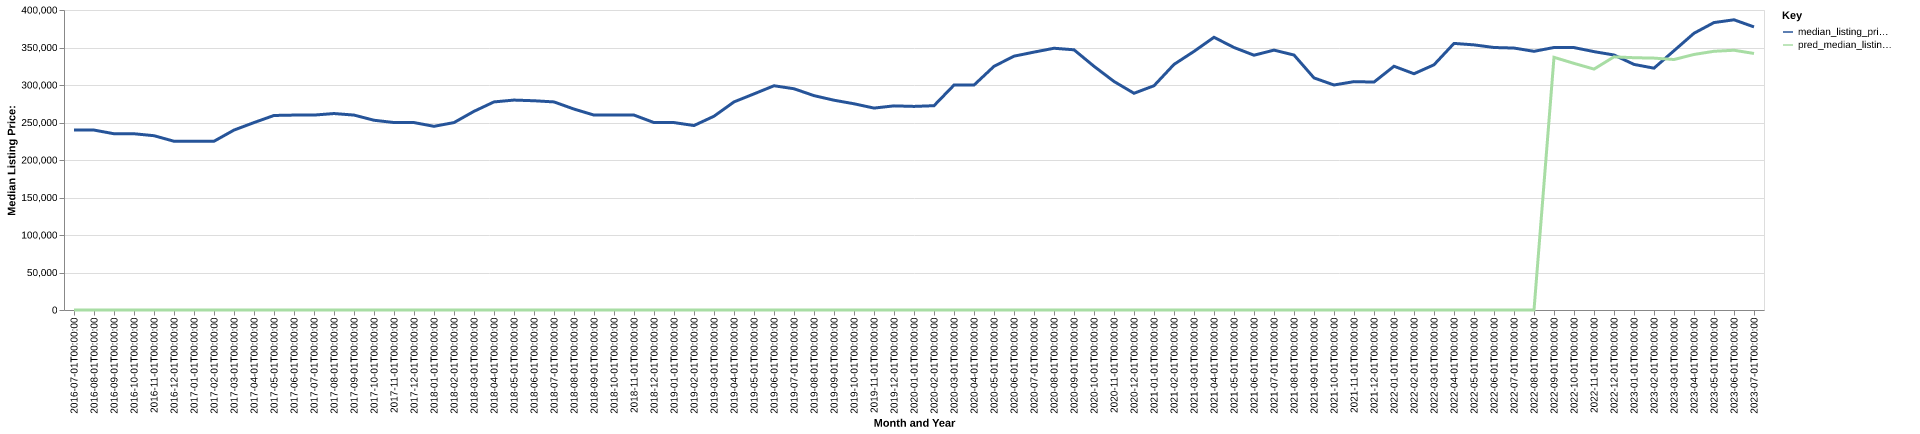 400,000
350,000
300,000
250,000
200,000
150,000
100,000
50,000
0
Median Listing Price:
2016-07-01T00:00:00
2016-08-01T00:00:00
2016-09-01T00:00:00
2016-10-01T00:00:00
2016-11-01T00:00:00
2016-12-01T00:00:00
2017-01-01T00:00:00
2017-02-01T00:00:00
2017-03-01T00:00:00
2017-04-01T00:00:00
2017-05-01T00:00:00
2017-06-01T00:00:00
2017-07-01T00:00:00
2017-08-01T00:00:00
2017-09-01T00:00:00
2017-10-01T00:00:00
2017-11-01T00:00:00
2017-12-01T00:00:00
2018-01-01T00:00:00
2018-02-01T00:00:00
2018-03-01T00:00:00
2018-04-01T00:00:00
2018-05-01T00:00:00
2018-06-01T00:00:00
2018-07-01T00:00:00
2018-08-01T00:00:00
2018-09-01T00:00:00
2018-10-01T00:00:00
2018-11-01T00:00:00
2018-12-01T00:00:00
2019-01-01T00:00:00
2019-02-01T00:00:00
2019-03-01T00:00:00
2019-04-01T00:00:00
2019-05-01T00:00:00
2019-06-01T00:00:00
2019-07-01T00:00:00
2019-08-01T00:00:00
2019-09-01T00:00:00
2019-10-01T00:00:00
2019-11-01T00:00:00
2019-12-01T00:00:00
2020-01-01T00:00:00
2020-02-01T00:00:00
2020-03-01T00:00:00
2020-04-01T00:00:00
2020-05-01T00:00:00
2020-06-01T00:00:00
2020-07-01T00:00:00
2020-08-01T00:00:00
2020-09-01T00:00:00
2020-10-01T00:00:00
2020-11-01T00:00:00
2020-12-01T00:00:00
2021-01-01T00:00:00
2021-02-01T00:00:00
2021-03-01T00:00:00
2021-04-01T00:00:00
2021-05-01T00:00:00
2021-06-01T00:00:00
2021-07-01T00:00:00
2021-08-01T00:00:00
2021-09-01T00:00:00
2021-10-01T00:00:00
2021-11-01T00:00:00
2021-12-01T00:00:00
2022-01-01T00:00:00
2022-02-01T00:00:00
2022-03-01T00:00:00
2022-04-01T00:00:00
2022-05-01T00:00:00
2022-06-01T00:00:00
2022-07-01T00:00:00
2022-08-01T00:00:00
2022-09-01T00:00:00
2022-10-01T00:00:00
2022-11-01T00:00:00
2022-12-01T00:00:00
2023-01-01T00:00:00
2023-02-01T00:00:00
2023-03-01T00:00:00
2023-04-01T00:00:00
2023-05-01T00:00:00
2023-06-01T00:00:00
2023-07-01T00:00:00
Month and Year
Key
median_listing_pri…
pred_median_listin…